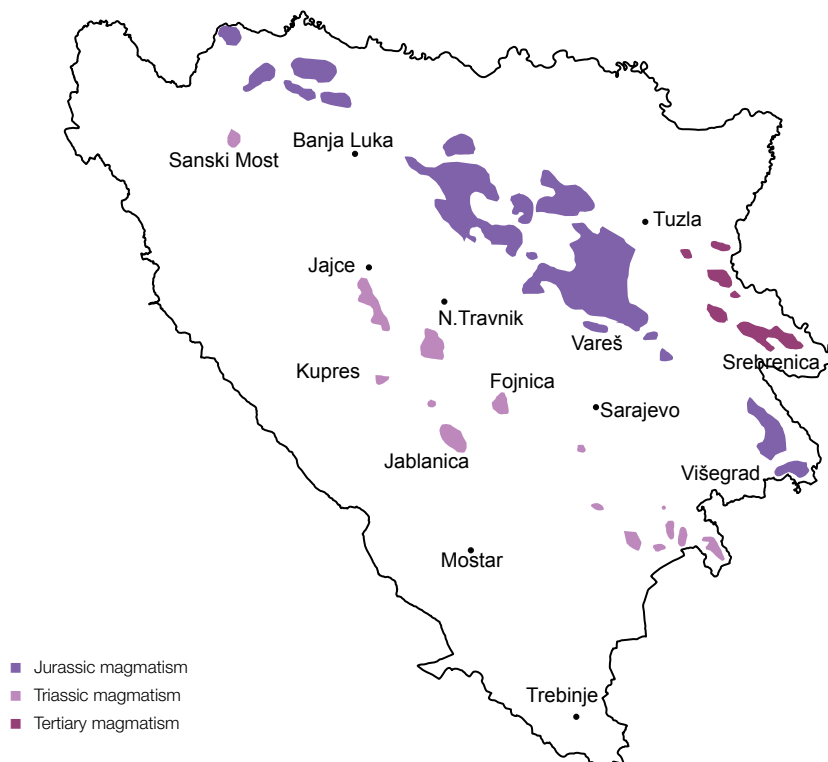 Banja Luka
Sanski Most
Tuzla
Jajce
N.Travnik
Vareš
Srebrenica
Kupres
Fojnica
Sarajevo
Jablanica
Višegrad
Mostar
Jurassic magmatism
Triassic magmatism
Trebinje
Tertiary magmatism